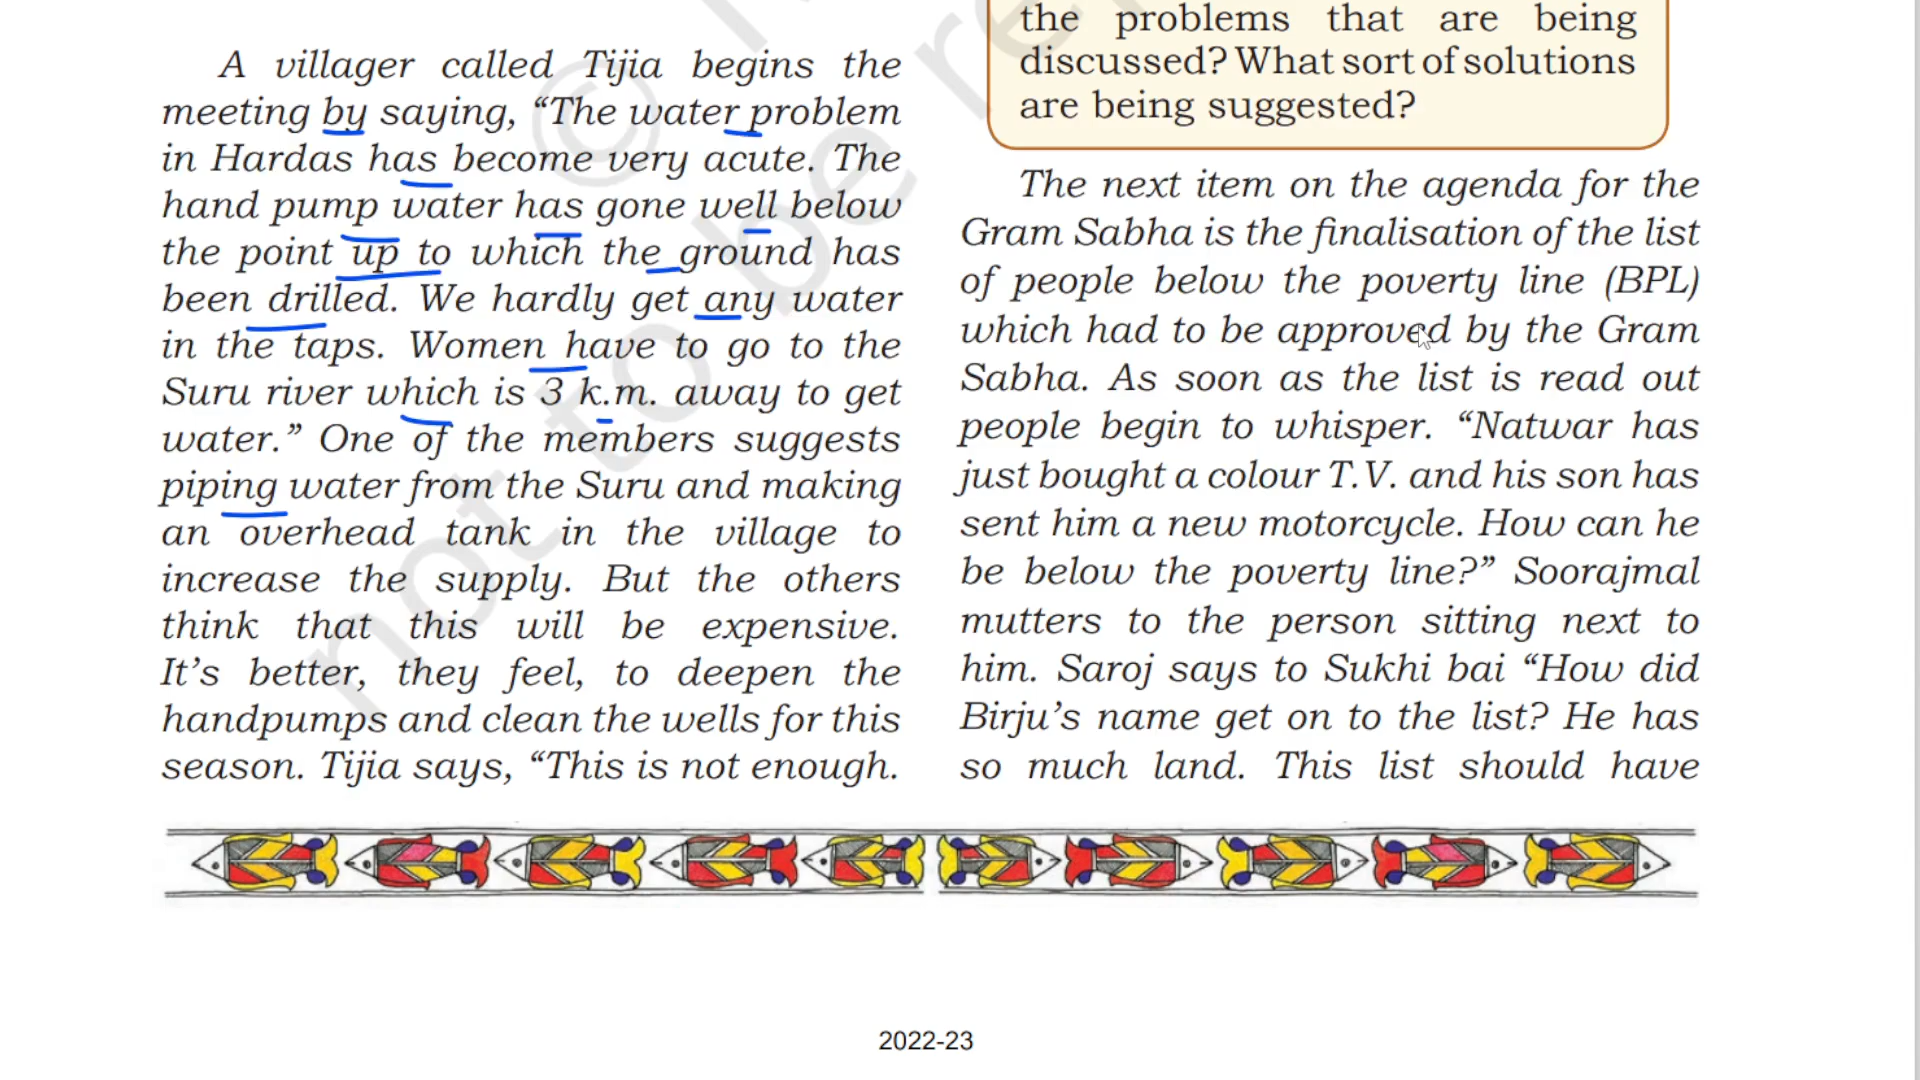 A villager called Tijia begins the
meeting by saying, “The water problem
in Hardas has become very acute. The
hand pump water has gone well below
the point up to which the ground has
been drilled. We hardly get any water
in the taps. Women have to go to the
Suru river which is 3 k.m. away to get
water.” One of the members suggests
piping water from the Suru and making
an overhead tank in the village to
increase the supply. But the others
think that this will be expensive.
It’s better, they feel, to deepen the
handpumps and clean the wells for this
season. Tijia says, “This is not enough.
the problems that are being
discussed? What sort of solutions
are being suggested?
The next item on the agenda for the
Gram Sabha is the finalisation of the list
of people below the poverty line (BPL)
which had to be approved by the Gram
Sabha. As soon as the list is read out
people begin to whisper. “Natwar has
just bought a colour T.V. and his son has
sent him a new motorcycle. How can he
be below the poverty line?” Soorajmal
mutters to the person sitting next to
him. Saroj says to Sukhi bai “How did
Birju’s name get on to the list? He has
so much land. This list should have
not to be re
©
2022-23